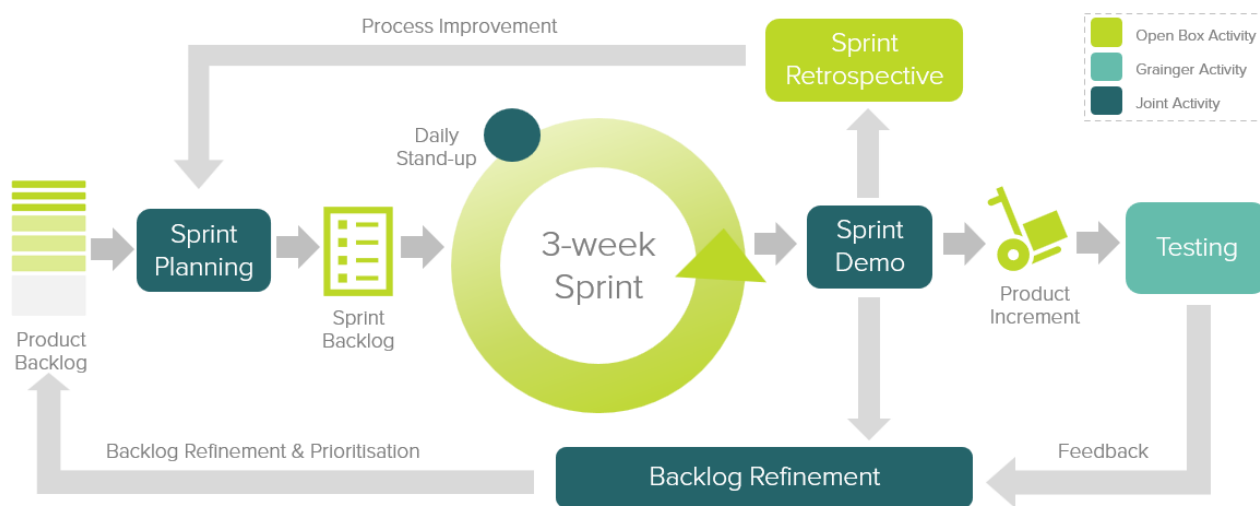 Process Improvement
Sprint
Retrospective
Open Box Activity
Grainger Activity
Joint Activity
Daily
Stand-up
Sprint
Planning
3-week
Sprint
Sprint
Demo
Testing
Product
Backlog
Sprint
Backlog
Product
Increment
Backlog Refinement & Prioritisation
Backlog Refinement
Feedback